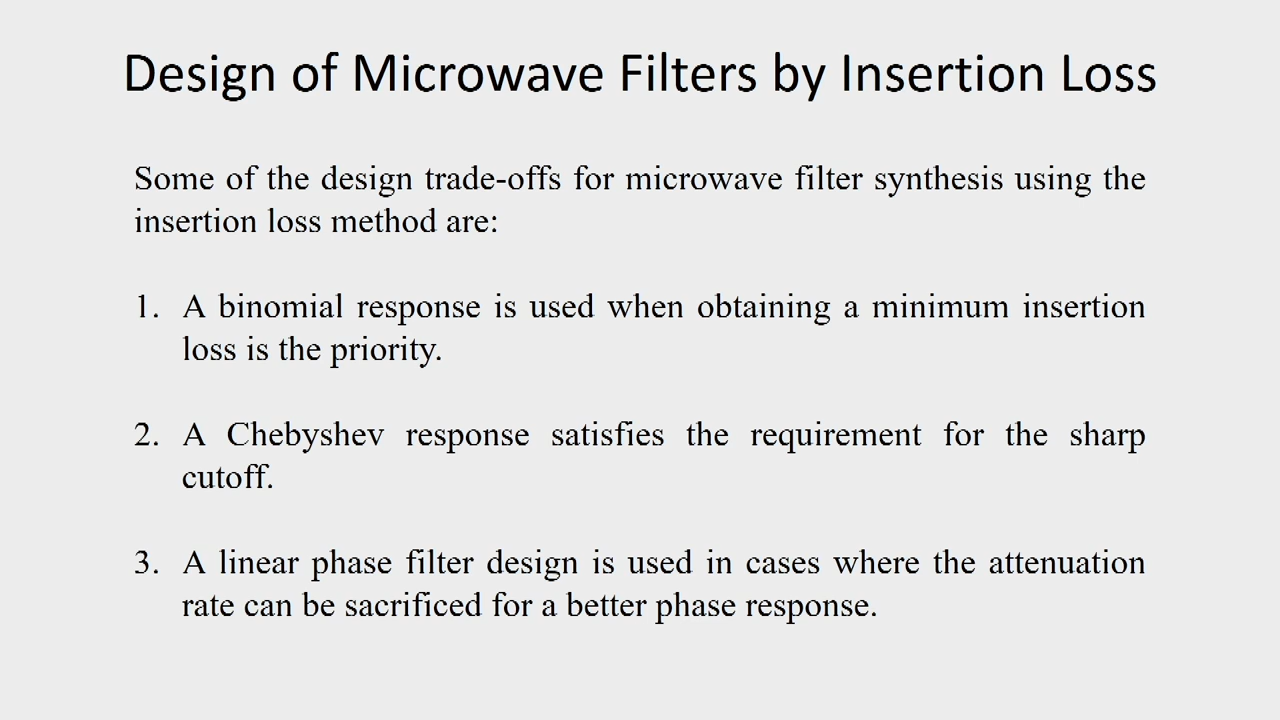 Design of Microwave Filters by Insertion Loss
Some of the design trade-offs for microwave filter synthesis using the
insertion loss method are:
1. A binomial response is used when obtaining a minimum insertion
loss is the priority.
2. A Chebyshev response satisfies the requirement for the sharp
cutoff.
3. A linear phase filter design is used in cases where the attenuation
rate can be sacrificed for a better phase response.